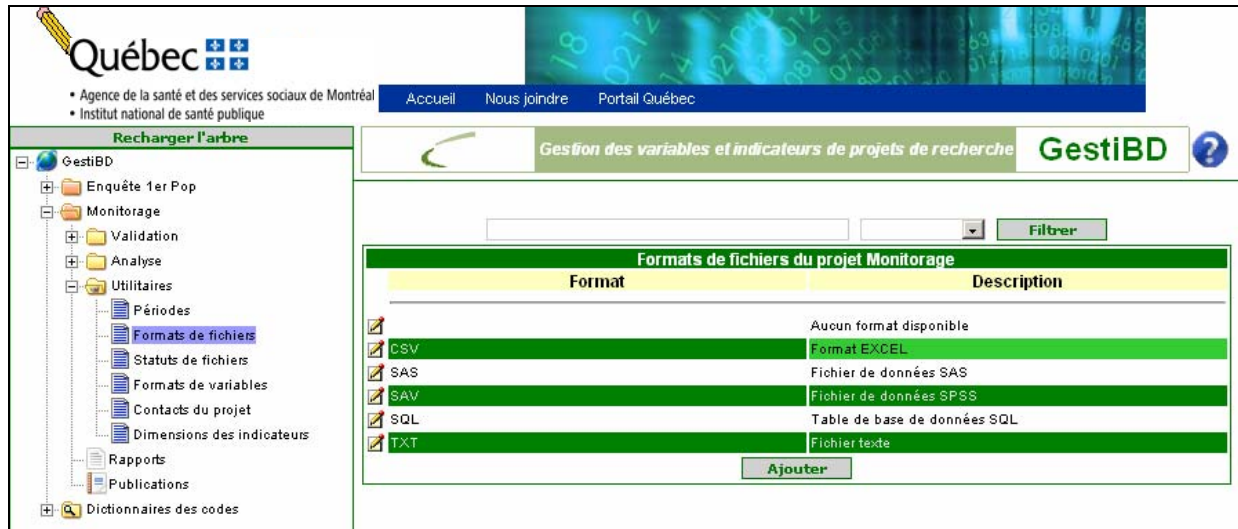 Québec
• Agence de la santé et des services sociaux de Montréal
• Institut national de santé publique
Accueil Nous joindre Portail Québec
Recharger l'arbre
GestiBD
Enquête 1er Pop
Monitorage
Validation
Analyse
Utilitaires
Périodes
Formats de fichiers
Statuts de fichiers
Formats de variables
Contacts du projet
Dimensions des indicateurs
Rapports
Publications
Dictionnaires des codes
Gestion des variables et indicateurs de projets de recherche GestiBD ?
Filtrer
Formats de fichiers du projet Monitorage
Format Description
Aucun format disponible
CSV Format EXCEL
SAS Fichier de données SAS
SAV Fichier de données SPSS
SQL Table de base de données SQL
TXT Fichier texte
Ajouter